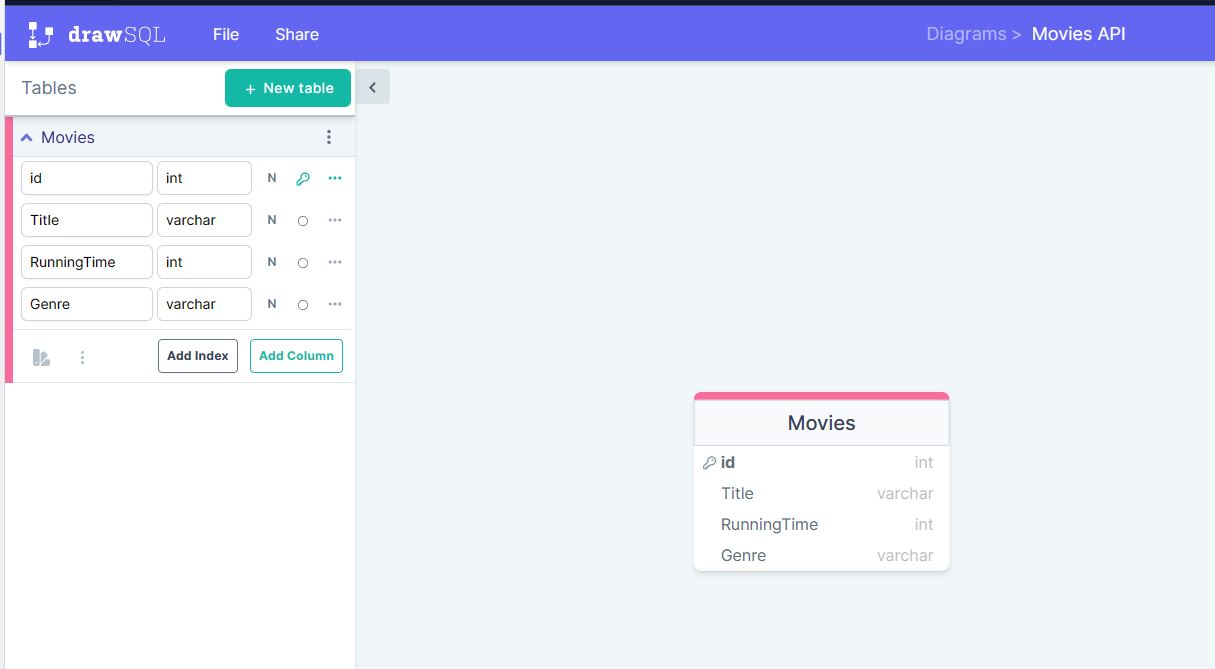 drawSQL File Share Diagrams > Movies API
Tables + New table
Movies
id int N
Title varchar N
RunningTime int N
Genre varchar N
Add Index Add Column
Movies
id int
Title varchar
RunningTime int
Genre varchar